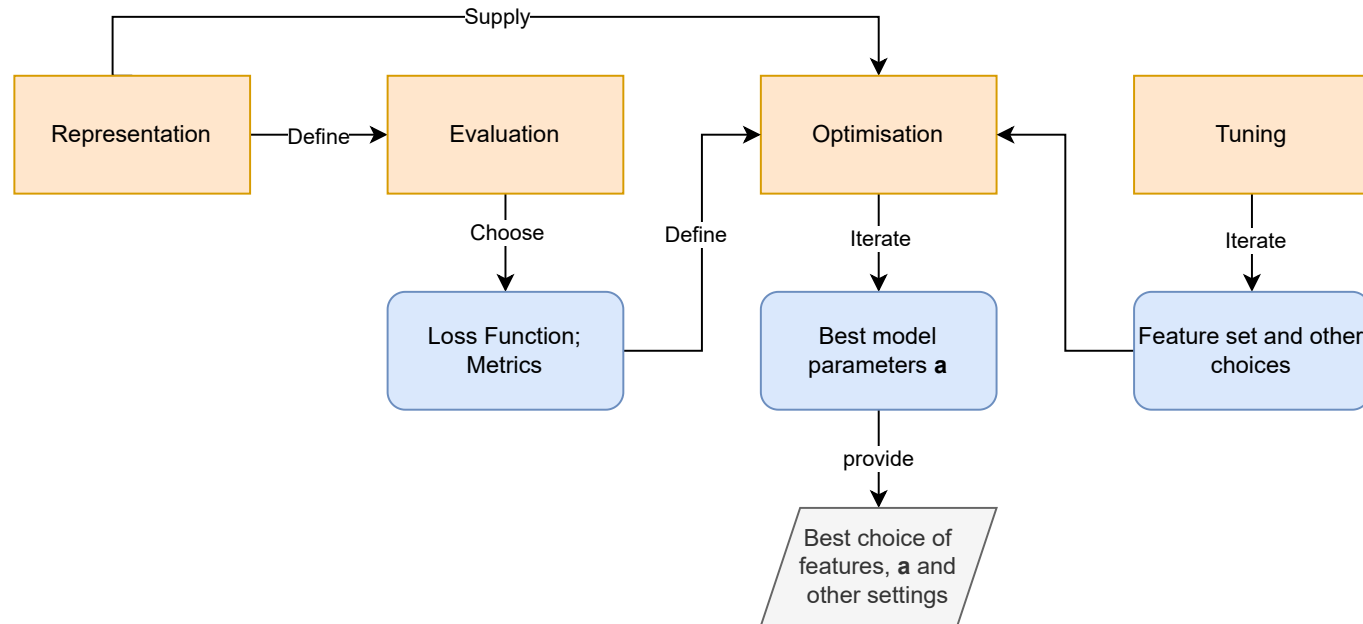 Supply
Representation
Define
Evaluation
Optimisation
Tuning
Choose
Define
Iterate
Iterate
Loss Function;
Metrics
Best model
parameters a
Feature set and other
choices
provide
Best choice of
features, a and
other settings